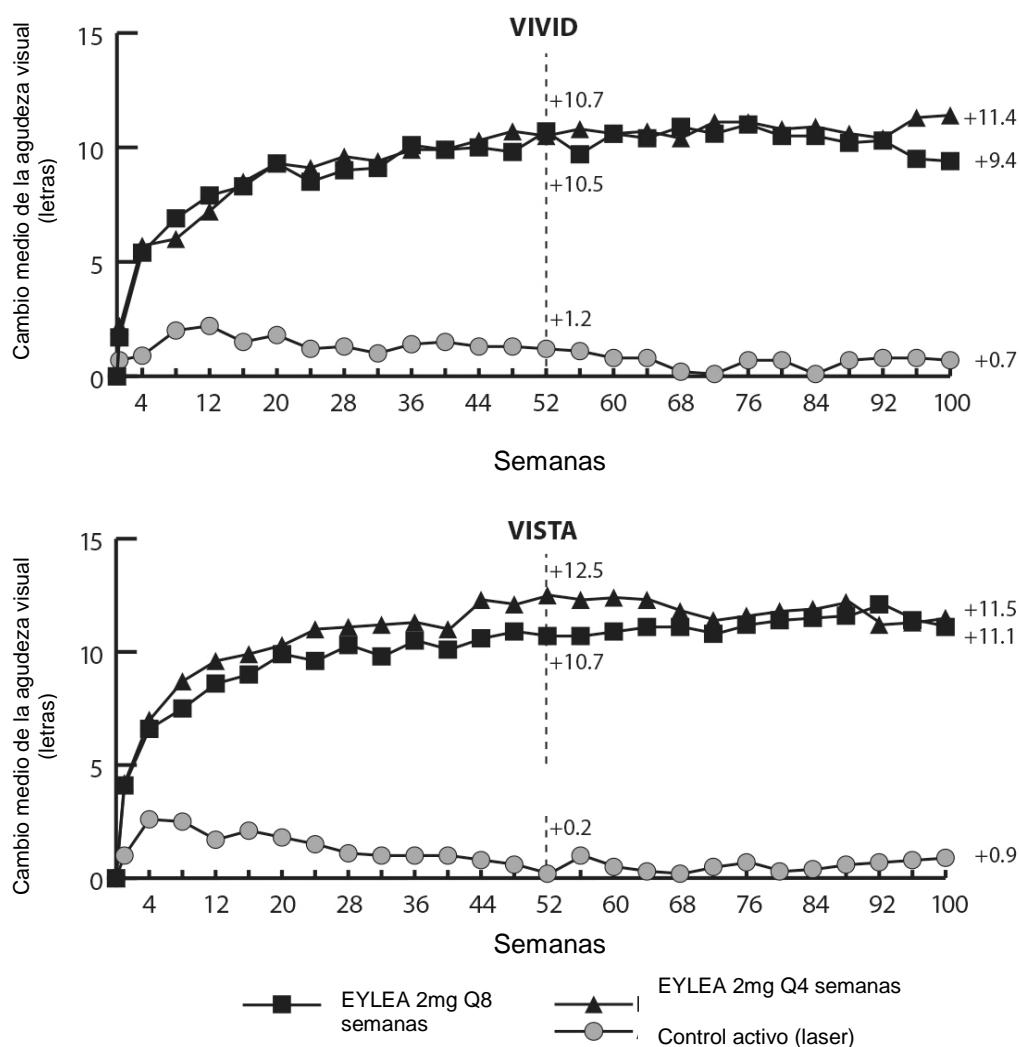 VIVID
Cambio medio de la agudeza visual
(letras)
15
10
5
0
+10.7
+10.5
+1.2
+11.4
+9.4
+0.7
4 12 20 28 36 44 52 60 68 76 84 92 100
Semanas
VISTA
Cambio medio de la agudeza visual
(letras)
15
10
5
0
+12.5
+10.7
+0.2
+11.5
+11.1
+0.9
4 12 20 28 36 44 52 60 68 76 84 92 100
Semanas
EYLEA 2mg Q8
semanas
EYLEA 2mg Q4 semanas
Control activo (laser)